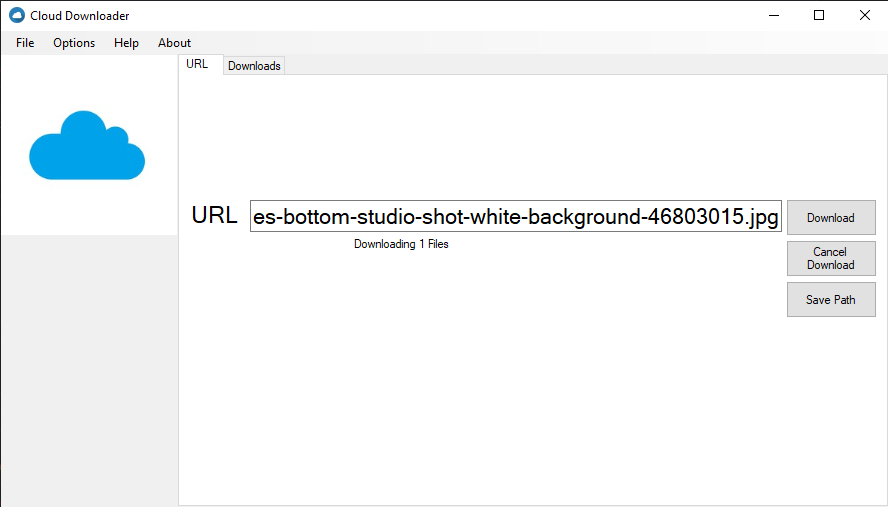 Cloud Downloader
File Options Help About
URL Downloads
URL es-bottom-studio-shot-white-background-46803015.jpg Download
Downloading 1 Files
Cancel
Download
Save Path